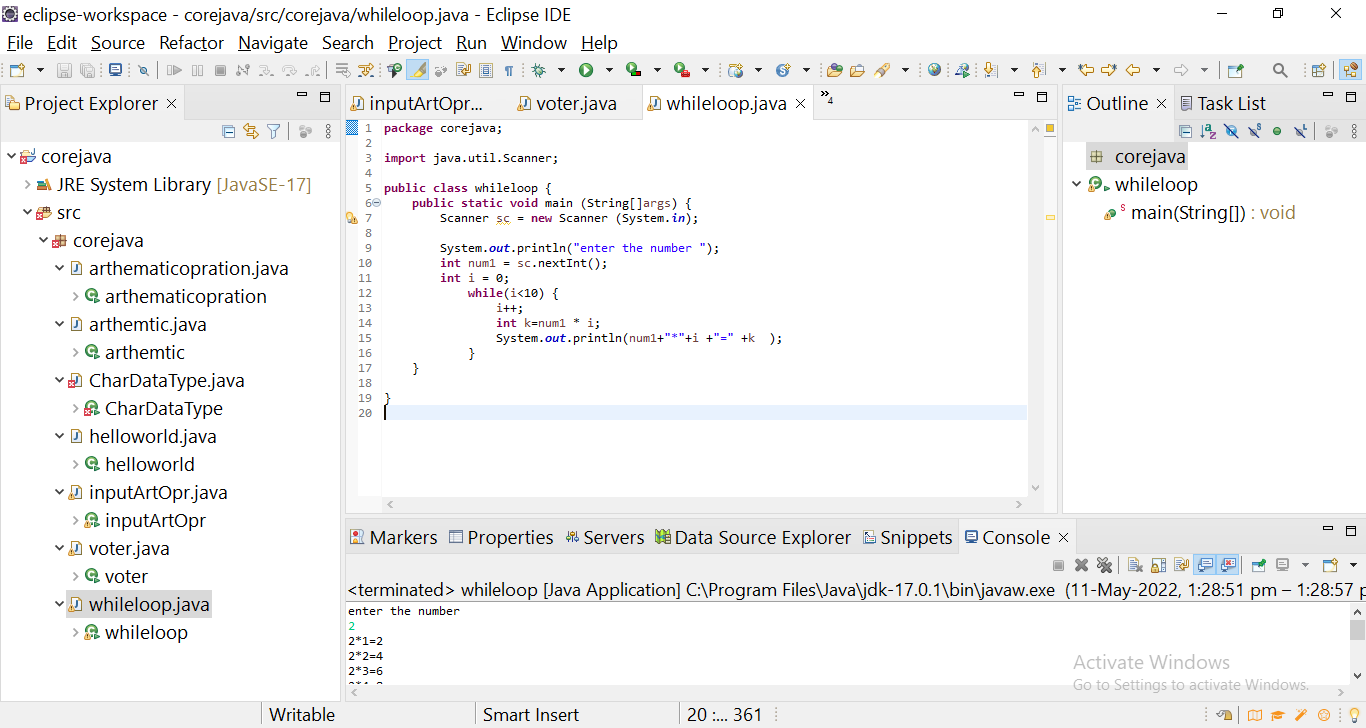 eclipse-workspace - corejava/src/corejava/whileloop.java - Eclipse IDE
File Edit Source Refactor Navigate Search Project Run Window Help
Project Explorer
corejava
JRE System Library [JavaSE-17]
src
corejava
arthematicopration.java
arthematicopration
arthemtic.java
arthemtic
CharDataType.java
CharDataType
helloworld.java
helloworld
inputArtOpr.java
inputArtOpr
voter.java
voter
whileloop.java
whileloop
inputArtOpr... voter.java whileloop.java »4
1 package corejava;
2
3 import java.util.Scanner;
4
5 public class whileloop {
6 public static void main (String[]args) {
7 Scanner sc = new Scanner (System.in);
8
9 System.out.println("enter the number ");
10 int num1 = sc.nextInt();
11 int i = 0;
12 while(i<10) {
13 i++;
14 int k=num1 * i;
15 System.out.println(num1+"*"+i +"=" +k );
16 }
17 }
18
19 }
20
Outline Task List
corejava
whileloop
main(String[]) : void
Markers Properties Servers Data Source Explorer Snippets Console
<terminated> whileloop [Java Application] C:\Program Files\Java\jdk-17.0.1\bin\javaw.exe (11-May-2022, 1:28:51 pm – 1:28:57 p
enter the number
2
2*1=2
2*2=4
2*3=6
Activate Windows
Go to Settings to activate Windows.
Writable Smart Insert 20 :... 361